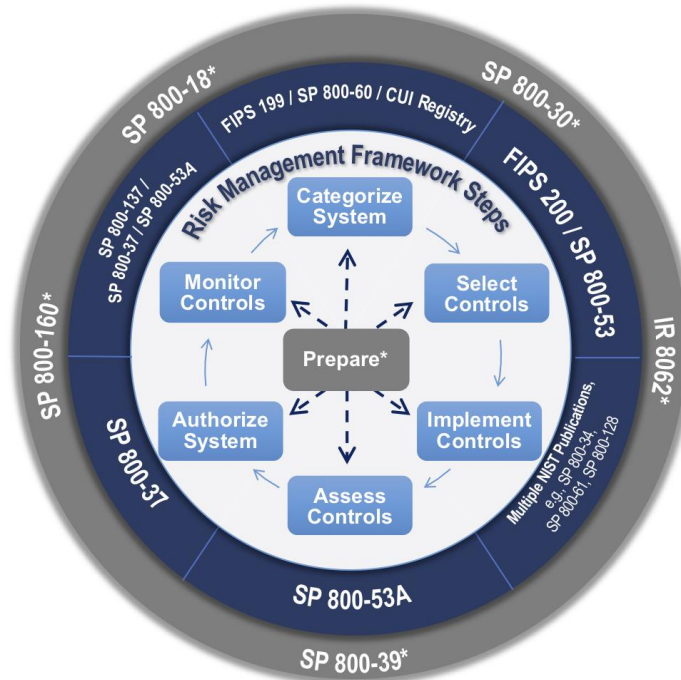 SP 800-18*
SP 800-30*
IR 8062*
SP 800-39*
SP 800-160*
FIPS 199 / SP 800-60 / CUI Registry
FIPS 200 / SP 800-53
Multiple NIST Publications,
e.g., SP 800-34,
SP 800-61, SP 800-128
SP 800-53A
SP 800-37
SP 800-137 /
SP 800-37 / SP 800-53A
Risk Management Framework Steps
Categorize
System
Select
Controls
Implement
Controls
Assess
Controls
Authorize
System
Monitor
Controls
Prepare*